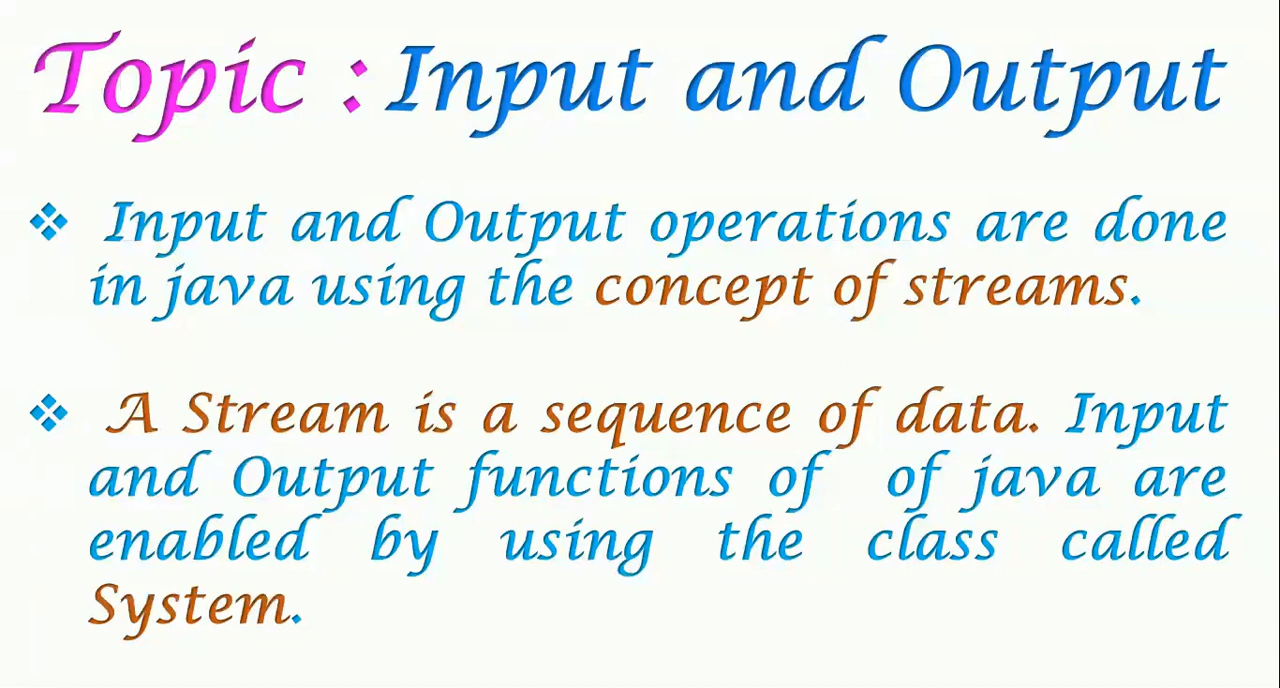 Topic : Input and Output
❖ Input and Output operations are done
in java using the concept of streams.
❖ A Stream is a sequence of data. Input
and Output functions of of java are
enabled by using the class called
System.